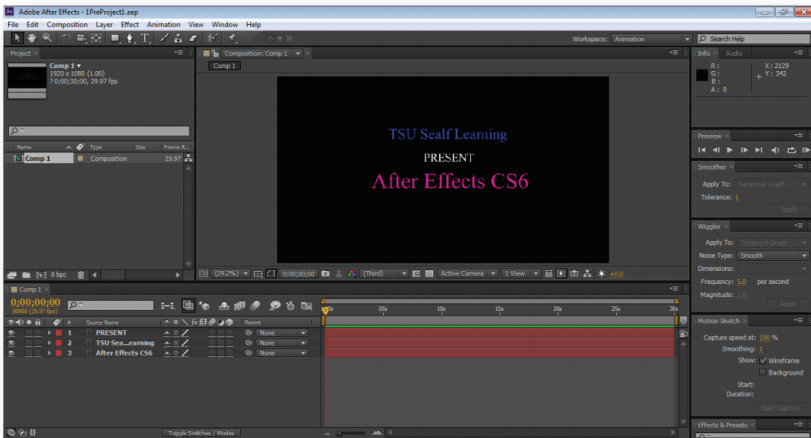 Adobe After Effects - 1PreProject1.aep
File Edit Composition Layer Effect Animation View Window Help
Workspace: Animation
Search Help
Project
Comp 1
1920 x 1080 (1.00)
29.97 fps
Name Type Size Frame R...
Comp 1 Composition 29.97
8 bpc
Composition: Comp 1
Comp 1
TSU Sealf Learning
PRESENT
After Effects CS6
(29.2%) 0;00;00;00 (Third) Active Camera 1 View +0.0
Info Audio
R: X: 2129
G: Y: 342
B:
A: 0
Preview
Smoother
Apply To: Temporal Graph
Tolerance: 1
Apply
Wiggler
Apply To: Temporal Graph
Noise Type: Smooth
Dimensions:
Frequency: 5.0 per second
Magnitude: 1.0
Apply
Motion Sketch
Capture speed at: 100 %
Smoothing: 1
Show: Wireframe
Background
Start:
Duration:
Start Capture
Effects & Presets
Comp 1
0;00;00;00
00000 (29.97 fps)
05s 10s 15s 20s 25s 30s
# Source Name Parent
1 PRESENT None
2 TSU Sea...earning None
3 After Effects CS6 None
Toggle Switches / Modes